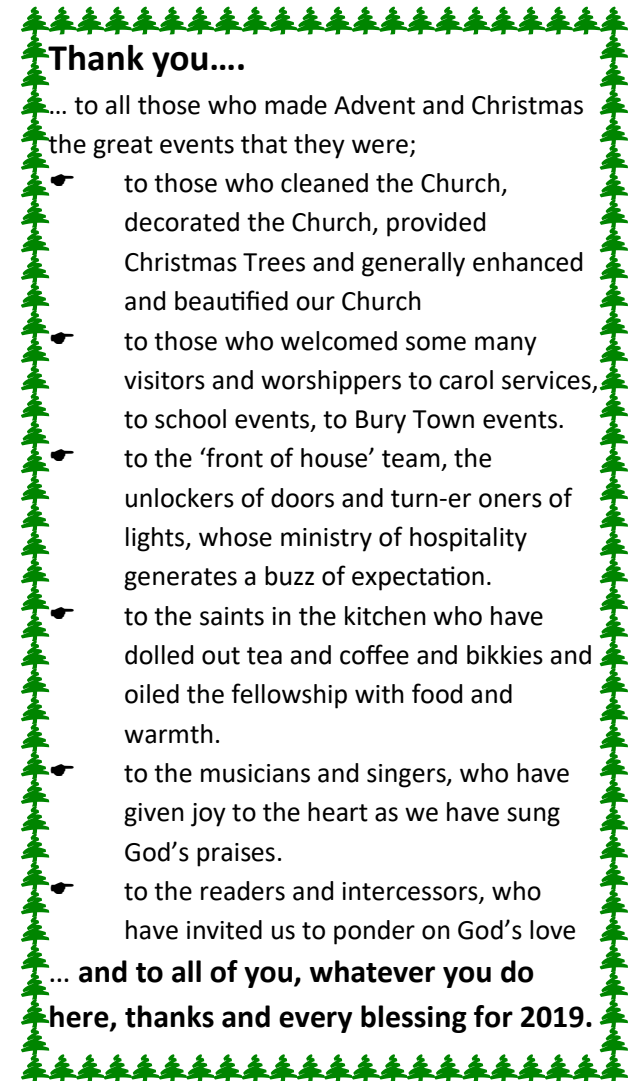 Thank you....
... to all those who made Advent and Christmas
the great events that they were;
☛ to those who cleaned the Church,
decorated the Church, provided
Christmas Trees and generally enhanced
and beautified our Church
☛ to those who welcomed some many
visitors and worshippers to carol services,
to school events, to Bury Town events.
☛ to the ‘front of house’ team, the
unlockers of doors and turn-er oners of
lights, whose ministry of hospitality
generates a buzz of expectation.
☛ to the saints in the kitchen who have
dolled out tea and coffee and bikkies and
oiled the fellowship with food and
warmth.
☛ to the musicians and singers, who have
given joy to the heart as we have sung
God’s praises.
☛ to the readers and intercessors, who
have invited us to ponder on God’s love
... and to all of you, whatever you do
here, thanks and every blessing for 2019.